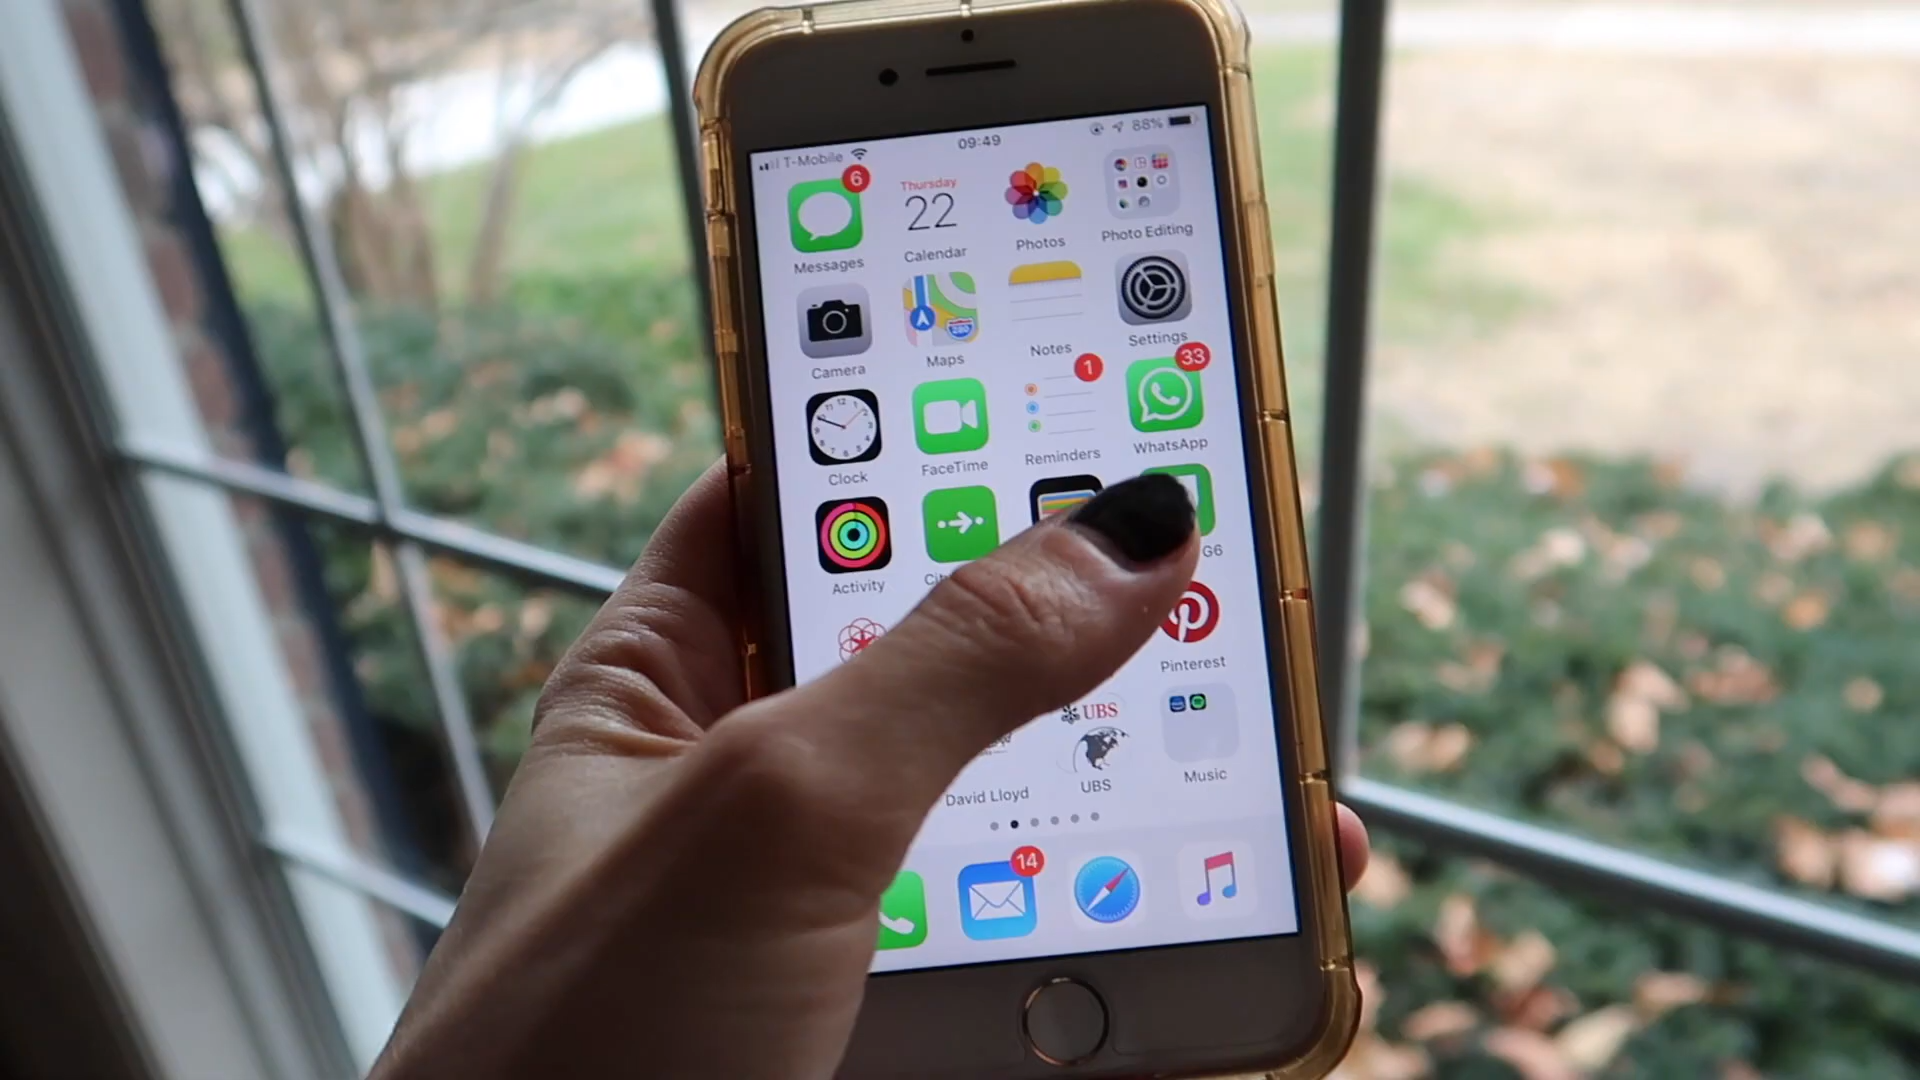 T-Mobile 09:49 88%
6
Thursday
22
Messages Calendar Photos Photo Editing
280
Camera Maps Notes Settings
1 33
Clock FaceTime Reminders WhatsApp
Activity G6
Pinterest
UBS
David Lloyd UBS Music
14